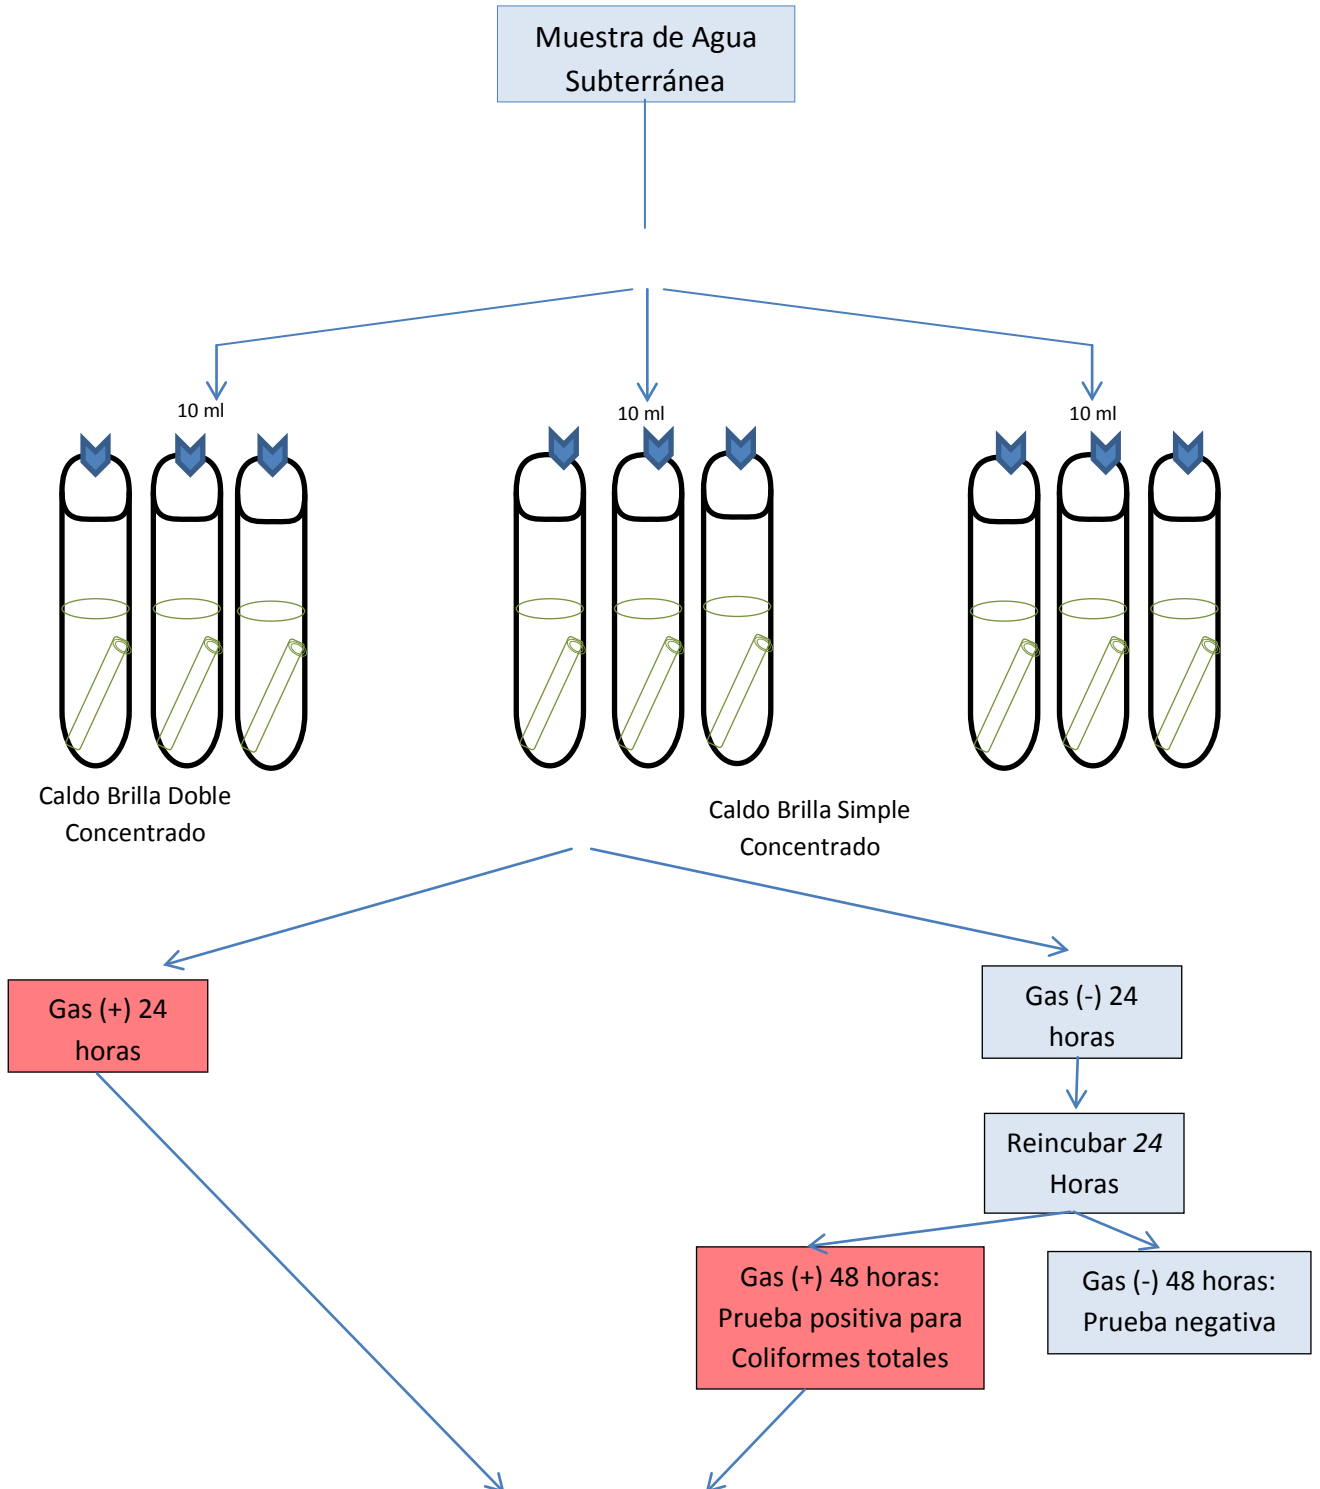 Muestra de Agua
Subterránea
10 ml
10 ml
10 ml
Caldo Brilla Doble
Concentrado
Caldo Brilla Simple
Concentrado
Gas (+) 24
horas
Gas (-) 24
horas
Reincubar 24
Horas
Gas (+) 48 horas:
Prueba positiva para
Coliformes totales
Gas (-) 48 horas:
Prueba negativa